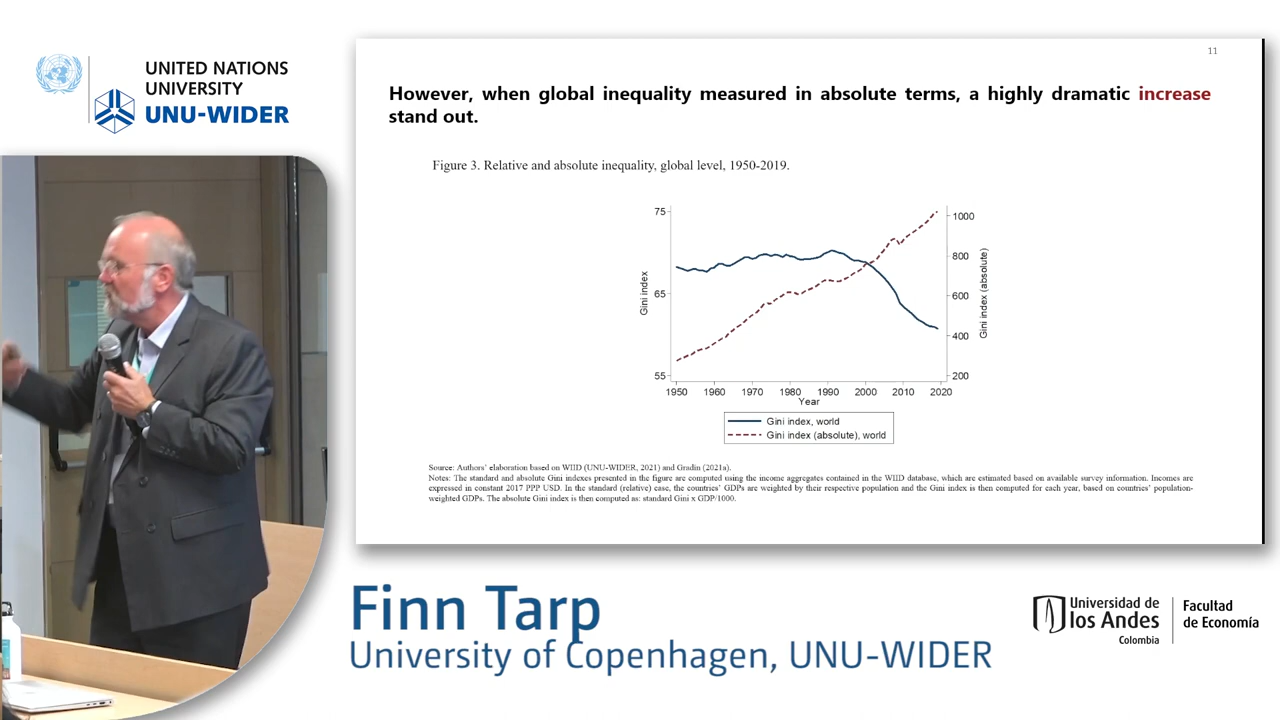 UNITED NATIONS
UNIVERSITY
UNU-WIDER
11
However, when global inequality measured in absolute terms, a highly dramatic increase
stand out.
Figure 3. Relative and absolute inequality, global level, 1950-2019.
75
65
55
Gini index
1000
800
600
400
200
Gini index (absolute)
1950 1960 1970 1980 1990 2000 2010 2020
Year
Gini index, world
Gini index (absolute), world
Source: Authors' elaboration based on WIID (UNU-WIDER, 2021) and Gradín (2021a).
Notes: The standard and absolute Gini indexes presented in the figure are computed using the income aggregates contained in the WIID database, which are estimated based on available survey information. Incomes are
expressed in constant 2017 PPP USD. In the standard (relative) case, the countries' GDPs are weighted by their respective population and the Gini index is then computed for each year, based on countries' population-
weighted GDPs. The absolute Gini index is then computed as: standard Gini x GDP/1000.
Finn Tarp
University of Copenhagen, UNU-WIDER
Universidad de
los Andes
Colombia
Facultad
de Economía